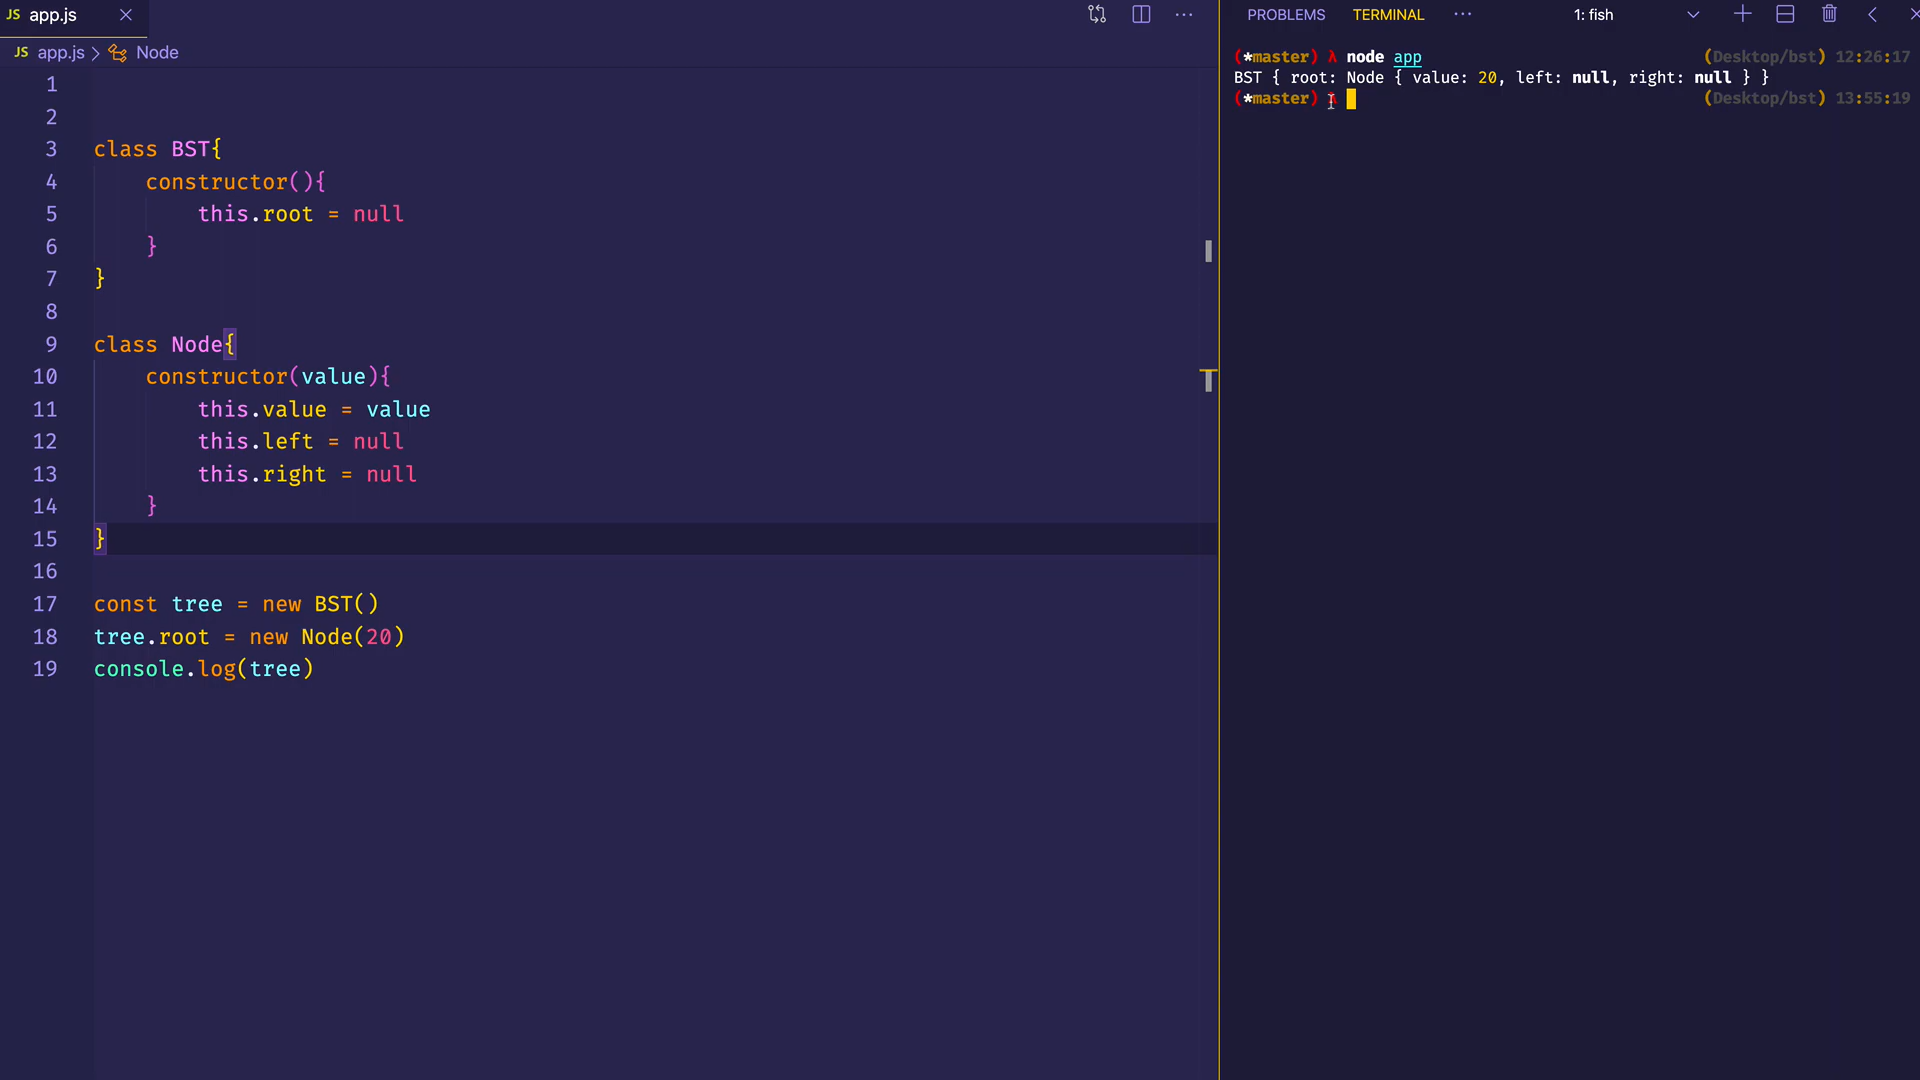 JS app.js
JS app.js > Node
1
2
3 class BST{
4 constructor(){
5 this.root = null
6 }
7 }
8
9 class Node{
10 constructor(value){
11 this.value = value
12 this.left = null
13 this.right = null
14 }
15 }
16
17 const tree = new BST()
18 tree.root = new Node(20)
19 console.log(tree)
PROBLEMS TERMINAL ··· 1: fish
(*master) λ node app (Desktop/bst) 12:26:17
BST { root: Node { value: 20, left: null, right: null } }
(*master) λ (Desktop/bst) 13:55:19